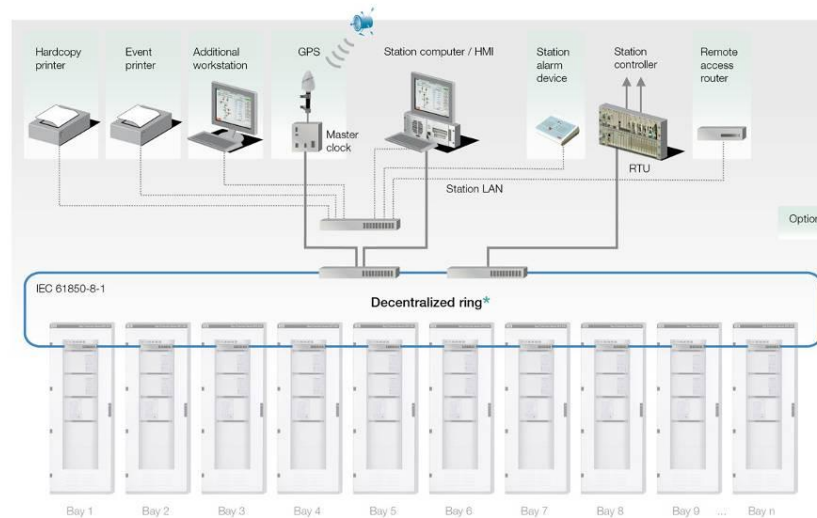 Hardcopy
printer
Event
printer
Additional
workstation
GPS
Station computer / HMI
Station
alarm
device
Station
controller
Remote
access
router
Master
clock
RTU
Station LAN
Option
IEC 61850-8-1
Decentralized ring*
Bay 1
Bay 2
Bay 3
Bay 4
Bay 5
Bay 6
Bay 7
Bay 8
Bay 9
...
Bay n